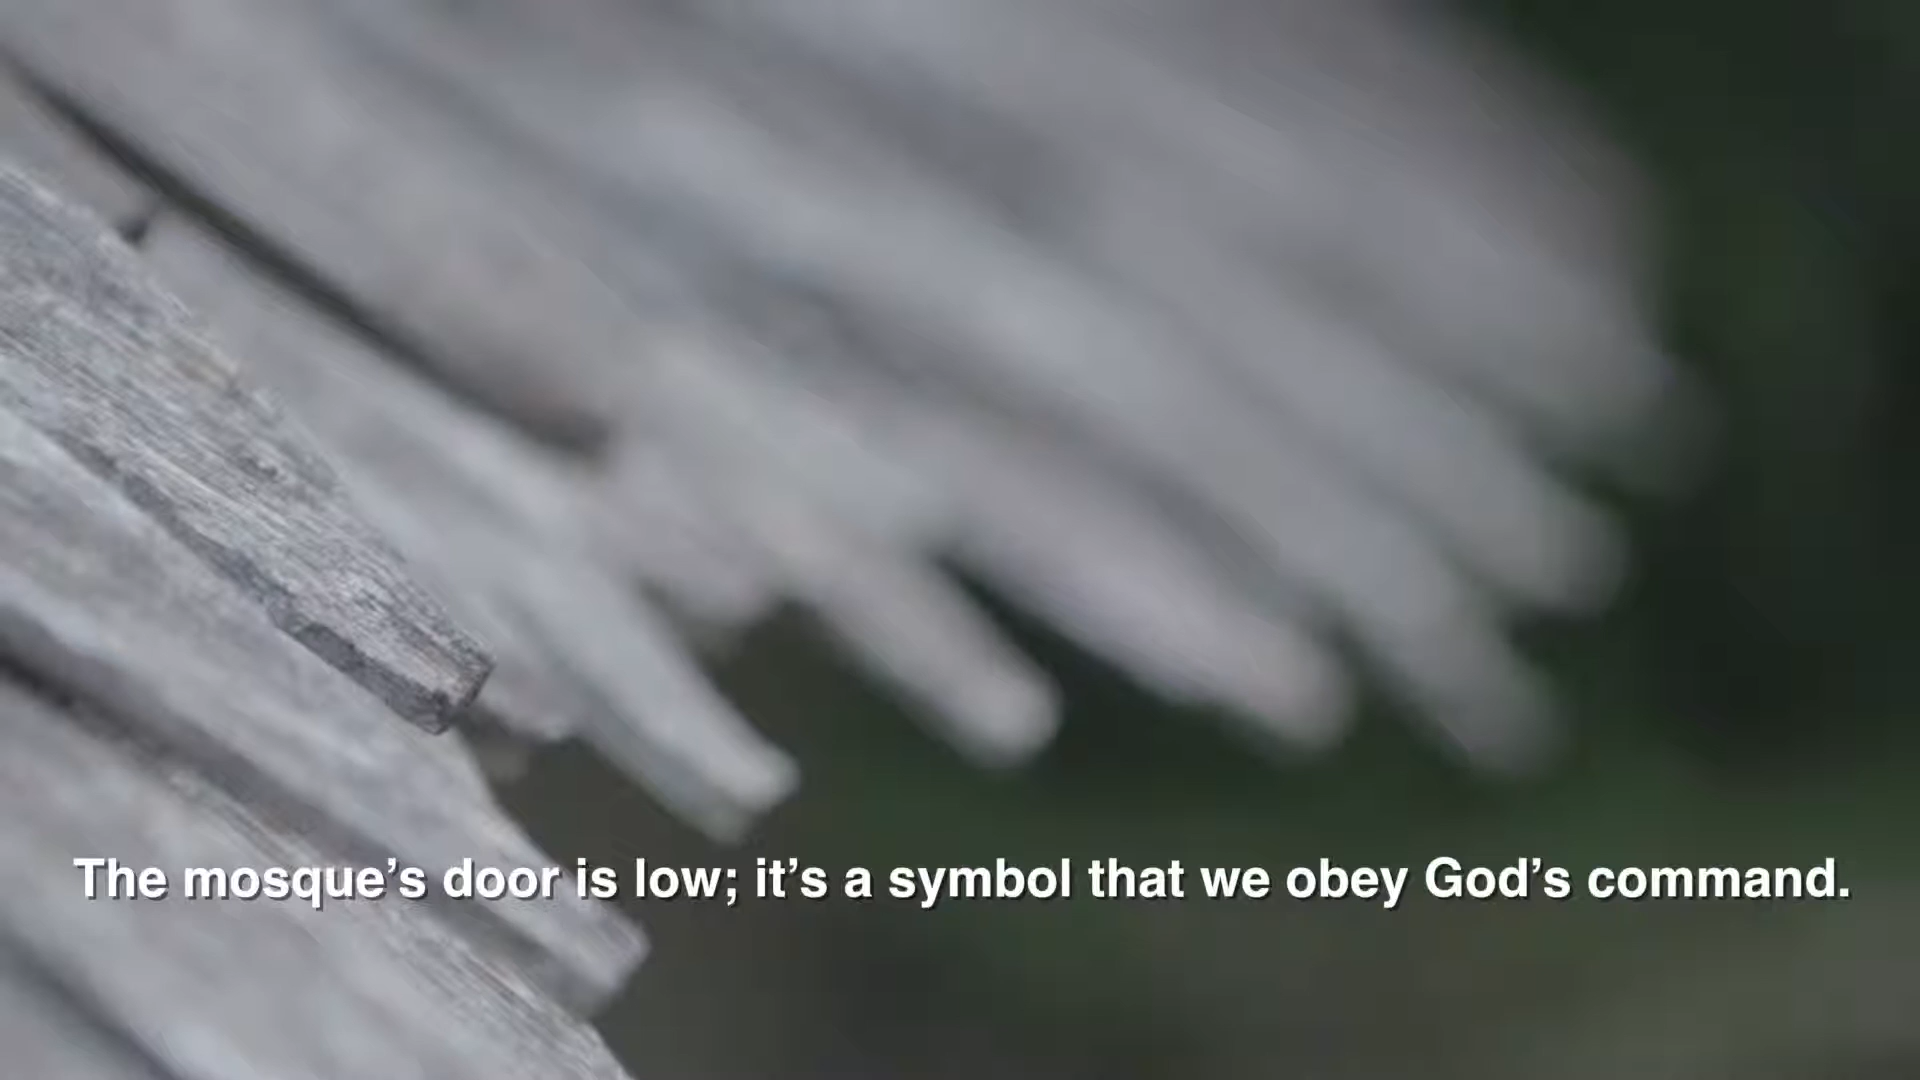 The mosque’s door is low; it’s a symbol that we obey God’s command.